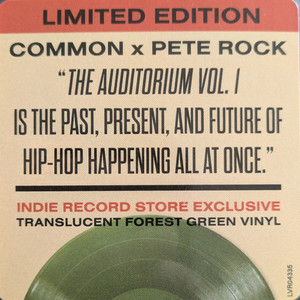 LIMITED EDITION
COMMON x PETE ROCK
“THE AUDITORIUM VOL. I
IS THE PAST, PRESENT, AND FUTURE OF
HIP-HOP HAPPENING ALL AT ONCE.”
INDIE RECORD STORE EXCLUSIVE
TRANSLUCENT FOREST GREEN VINYL
LVR04335